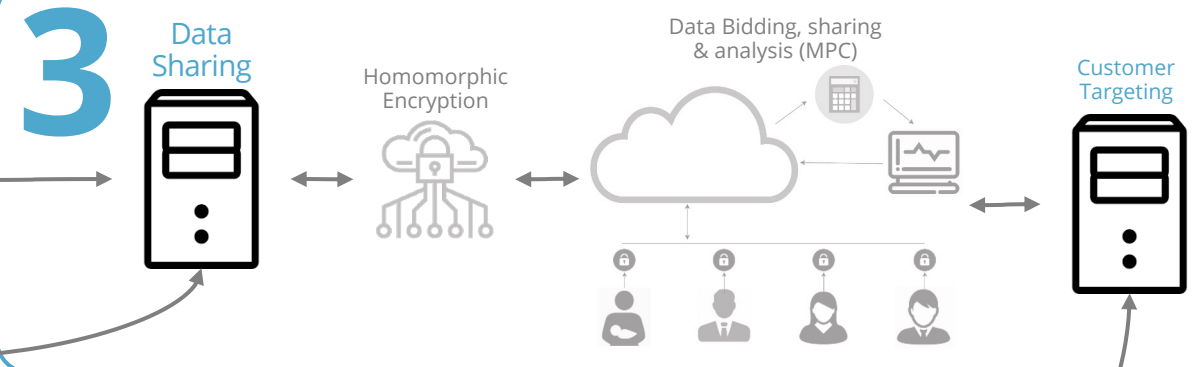 3
Data
Sharing
Homomorphic
Encryption
Data Bidding, sharing
& analysis (MPC)
Customer
Targeting